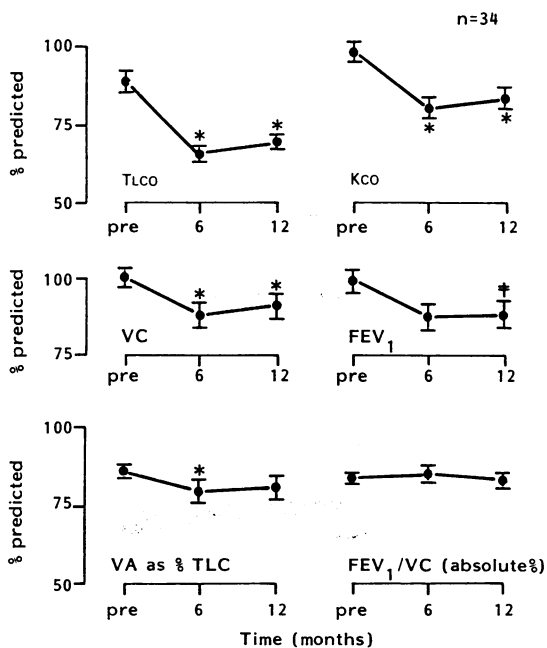 n=34
% predicted
100
75
50
*
*
TLCO
pre
6
12
*
*
KCO
pre
6
12
% predicted
100
75
*
*
VC
pre
6
12
‡
FEV1
pre
6
12
% predicted
100
75
50
*
VA as % TLC
pre
6
12
FEV1/VC (absolute%)
pre
6
12
Time (months)